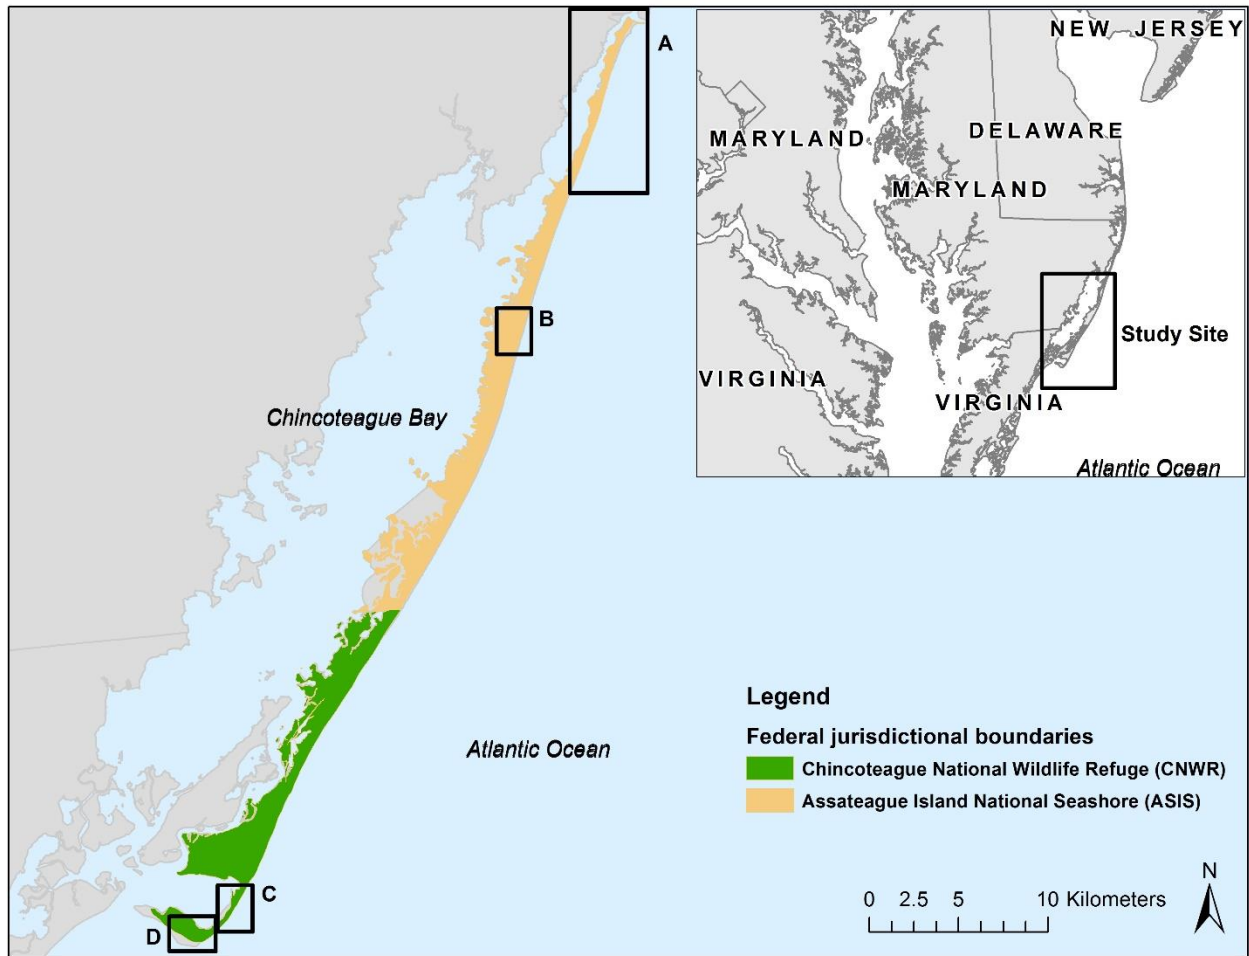 A
B
Chincoteague Bay
Atlantic Ocean
C
D
NEW JERSEY
MARYLAND
DELAWARE
MARYLAND
Study Site
VIRGINIA
VIRGINIA
Atlantic Ocean
Legend
Federal jurisdictional boundaries
Chincoteague National Wildlife Refuge (CNWR)
Assateague Island National Seashore (ASIS)
0 2.5 5 10 Kilometers
N